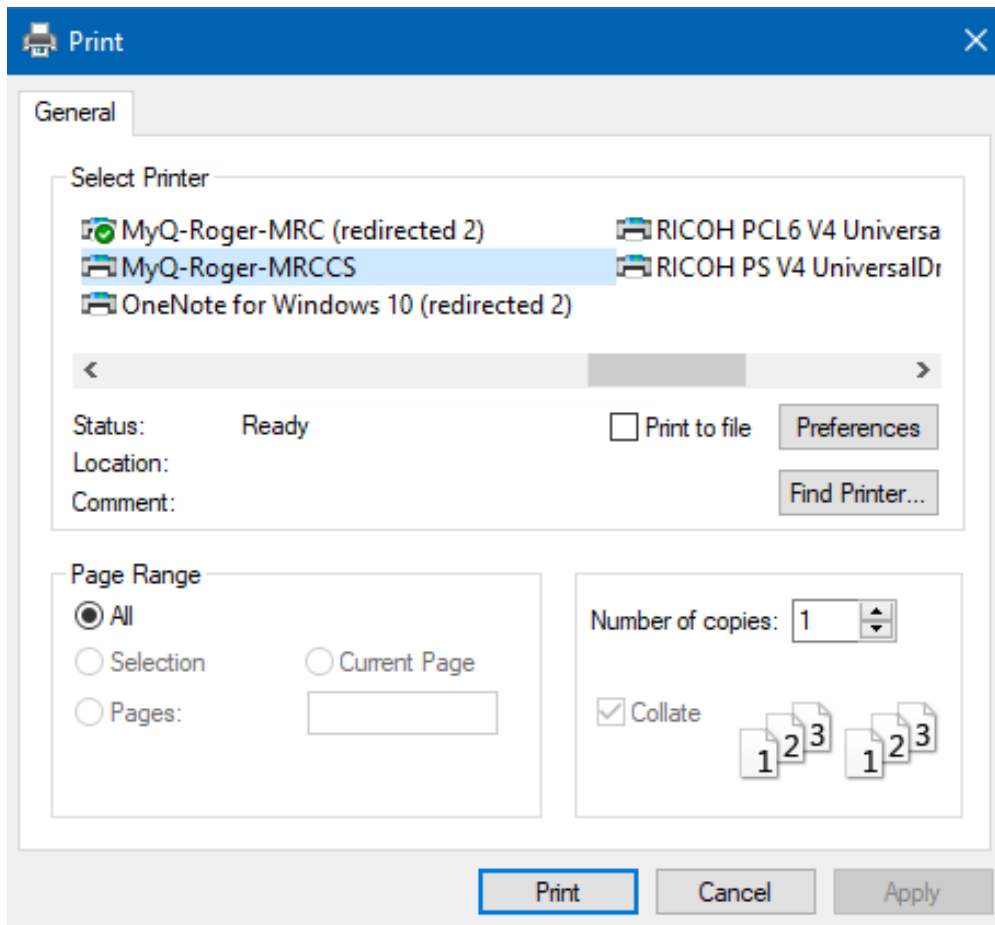 Print
General
Select Printer
MyQ-Roger-MRC (redirected 2)
RICOH PCL6 V4 Universa
MyQ-Roger-MRCCS
RICOH PS V4 UniversalDr
OneNote for Windows 10 (redirected 2)
Status: Ready
Print to file
Preferences
Location:
Comment:
Find Printer...
Page Range
All
Selection
Current Page
Pages:
Number of copies: 1
Collate
1 2 3 1 2 3
Print
Cancel
Apply